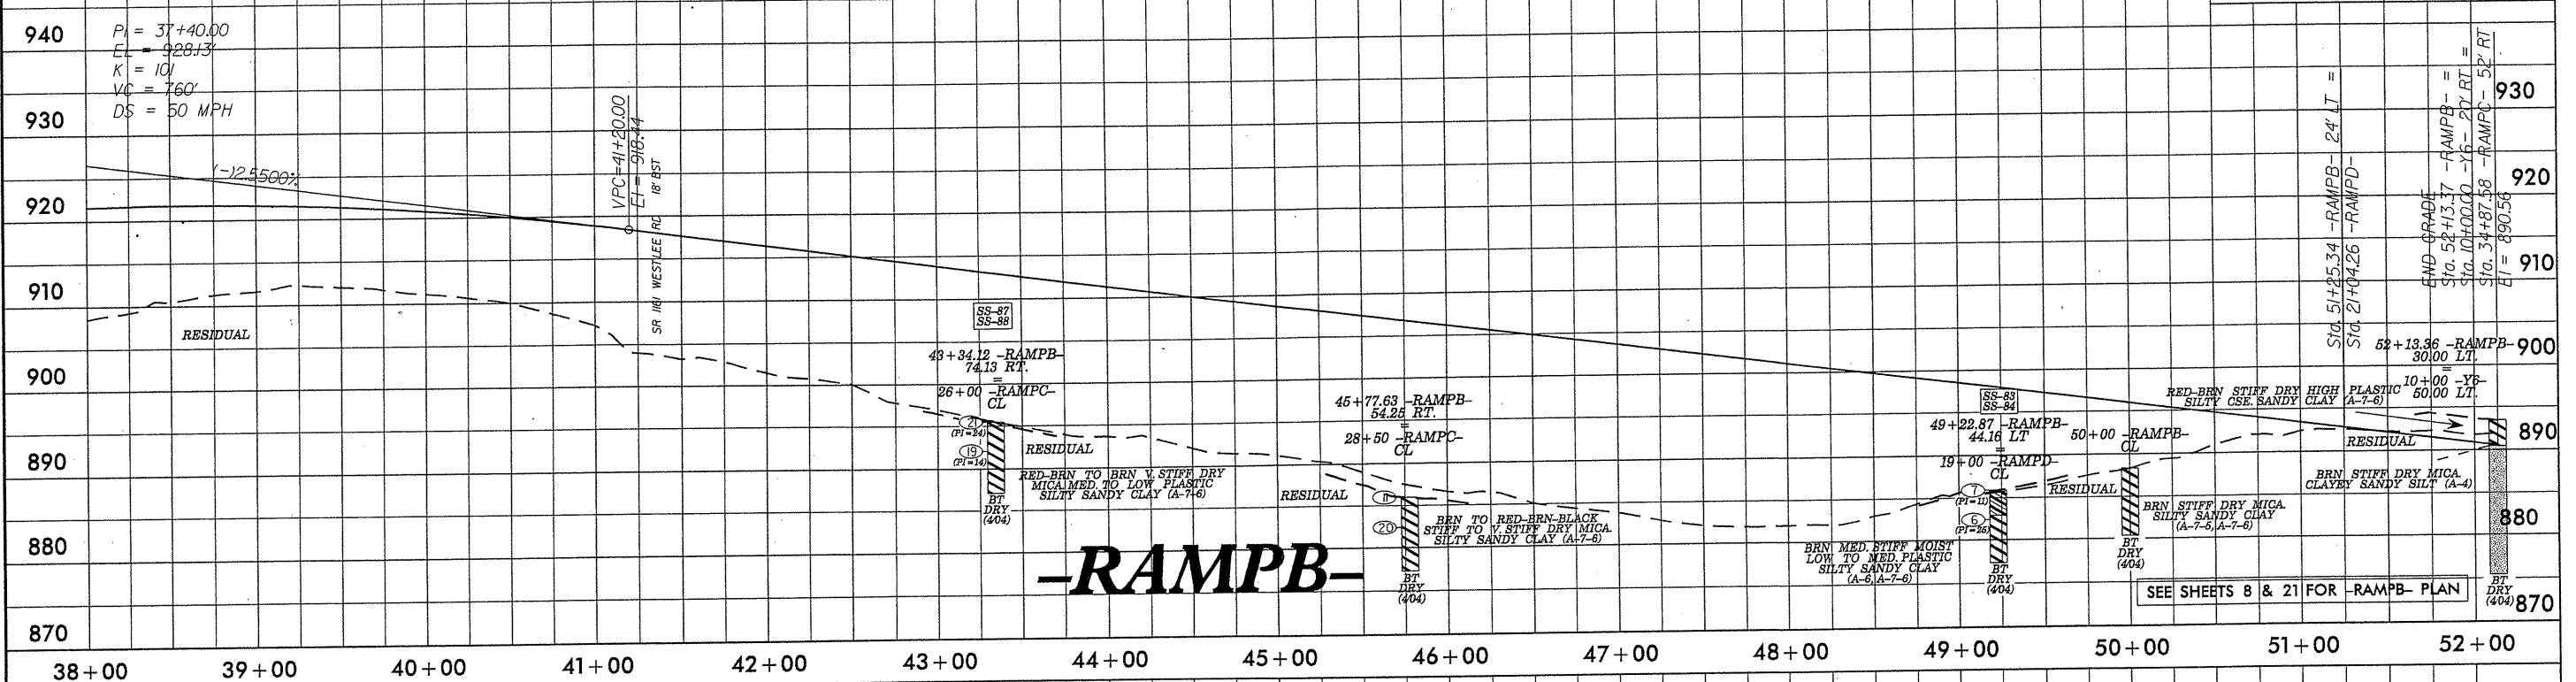 940
930
920
910
900
890
880
870
PI = 37+40.00
EL = 928.13'
K = 101
VC = 760'
DS = 50 MPH
(-)2.5500%
RESIDUAL
VPC=41+20.00
El = 918.44
SR 1161 WESTLEE RD 18' BST
SS-87
SS-88
43+34.12 -RAMPB-
74.13 RT.
=
26+00 -RAMPC-
CL
21
(PI=24)
19
(PI=14)
RESIDUAL
RED-BRN TO BRN V.STIFF DRY
MICA.MED. TO LOW PLASTIC
SILTY SANDY CLAY (A-7-6)
BT
DRY
(4/04)
45+77.63 -RAMPB-
54.25 RT.
=
28+50 -RAMPC-
CL
RESIDUAL
11
20
BRN TO RED-BRN-BLACK
STIFF TO V.STIFF DRY MICA.
SILTY SANDY CLAY (A-7-6)
BT
DRY
(4/04)
-RAMPB-
SS-83
SS-84
49+22.87 -RAMPB-
44.16 LT
=
19+00 -RAMPD-
CL
7
(PI=11)
6
(PI=25)
BRN MED.STIFF MOIST
LOW TO MED.PLASTIC
SILTY SANDY CLAY
(A-6,A-7-6)
BT
DRY
(4/04)
50+00 -RAMPB-
CL
RESIDUAL
BRN STIFF DRY MICA.
SILTY SANDY CLAY
(A-7-5,A-7-6)
BT
DRY
(4/04)
Sta. 51+25.34 -RAMPB- 24' LT =
Sta. 21+04.26 -RAMPD-
END GRADE
Sta. 52+13.37 -RAMPB- =
Sta. 10+00.00 -Y6- 20' RT =
Sta. 34+87.58 -RAMPC- 52' RT
El = 890.56
52+13.36 -RAMPB-
30.00 LT.
=
10+00 -Y6-
50.00 LT.
RED-BRN STIFF DRY HIGH PLASTIC
SILTY CSE. SANDY CLAY (A-7-6)
RESIDUAL
BRN STIFF DRY MICA.
CLAYEY SANDY SILT (A-4)
BT
DRY
(4/04)
SEE SHEETS 8 & 21 FOR -RAMPB- PLAN
930
920
910
900
890
880
870
38+00 39+00 40+00 41+00 42+00 43+00 44+00 45+00 46+00 47+00 48+00 49+00 50+00 51+00 52+00